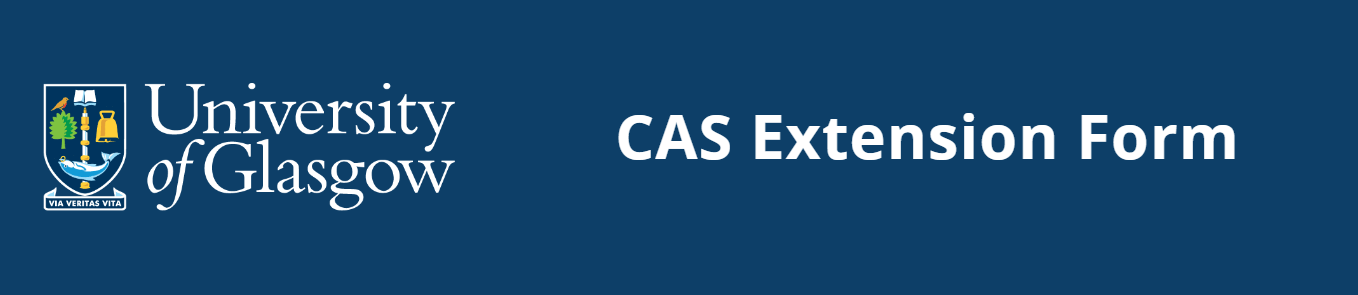 University
of Glasgow
VIA VERITAS VITA
CAS Extension Form